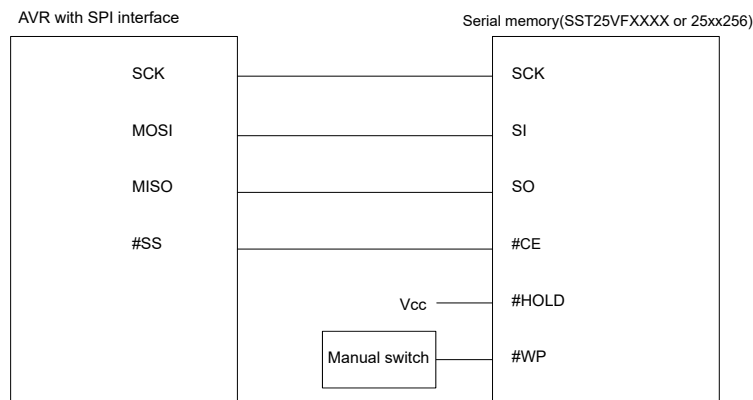 AVR with SPI interface
Serial memory(SST25VFXXXX or 25xx256)
SCK
SCK
MOSI
SI
MISO
SO
#SS
#CE
Vcc
#HOLD
Manual switch
#WP